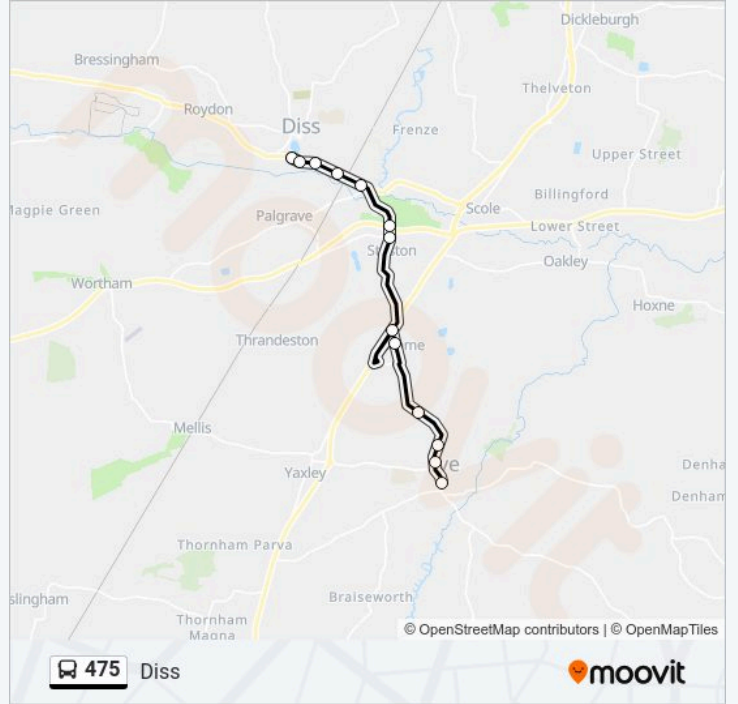 Dickleburgh
Bressingham
Thelveton
Roydon
Diss
Frenze
Upper Street
Billingford
Magpie Green
Palgrave
Scole
Lower Street
Oakley
Wortham
Hoxne
Thrandeston
Mellis
Yaxley
Denha
Denham
Thornham Parva
slingham
Braiseworth
Thornham
Magna
© OpenStreetMap contributors | © OpenMapTiles
475 Diss
moovit